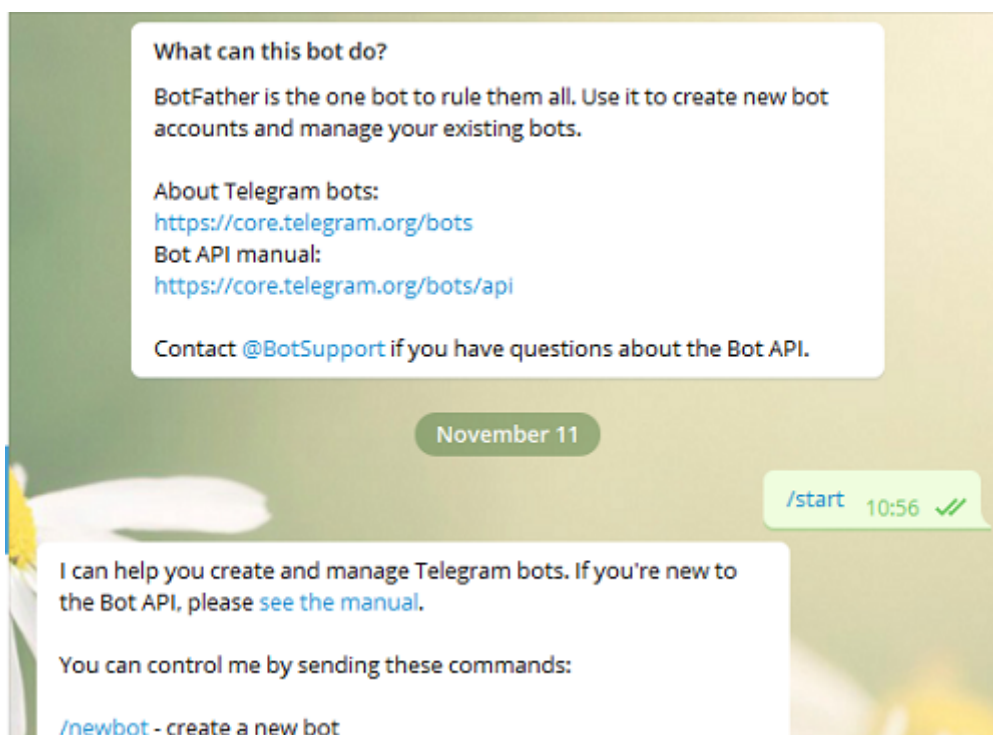 What can this bot do?
BotFather is the one bot to rule them all. Use it to create new bot
accounts and manage your existing bots.
About Telegram bots:
https://core.telegram.org/bots
Bot API manual:
https://core.telegram.org/bots/api
Contact @BotSupport if you have questions about the Bot API.
November 11
/start 10:56
I can help you create and manage Telegram bots. If you're new to
the Bot API, please see the manual.
You can control me by sending these commands:
/newbot - create a new bot